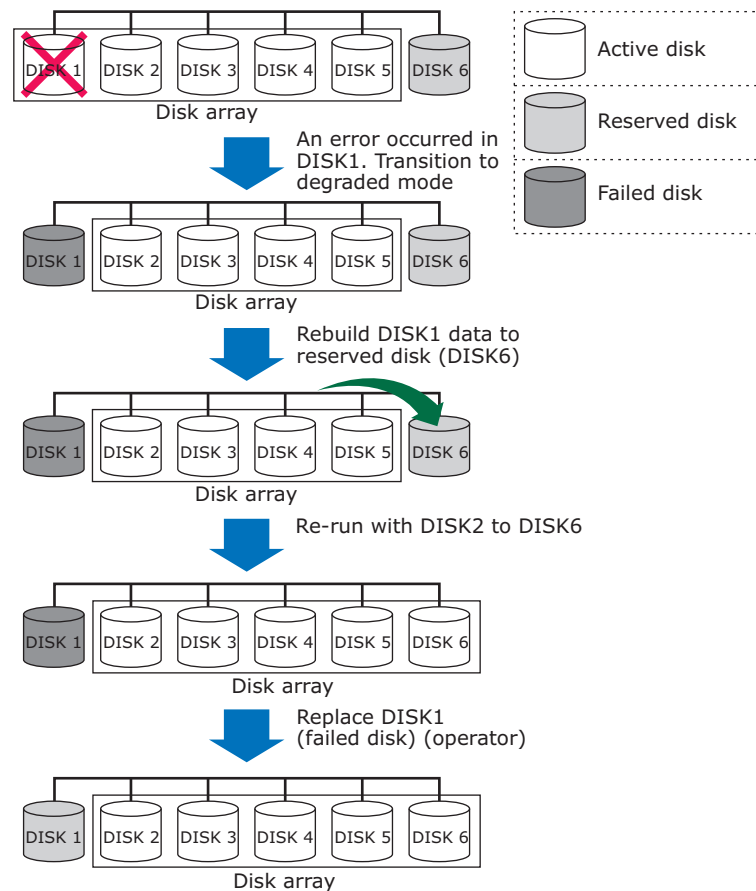 DISK 1 DISK 2 DISK 3 DISK 4 DISK 5 DISK 6
Disk array
Active disk
Reserved disk
Failed disk
An error occurred in
DISK1. Transition to
degraded mode
DISK 1 DISK 2 DISK 3 DISK 4 DISK 5 DISK 6
Disk array
Rebuild DISK1 data to
reserved disk (DISK6)
DISK 1 DISK 2 DISK 3 DISK 4 DISK 5 DISK 6
Disk array
Re-run with DISK2 to DISK6
DISK 1 DISK 2 DISK 3 DISK 4 DISK 5 DISK 6
Disk array
Replace DISK1
(failed disk) (operator)
DISK 1 DISK 2 DISK 3 DISK 4 DISK 5 DISK 6
Disk array